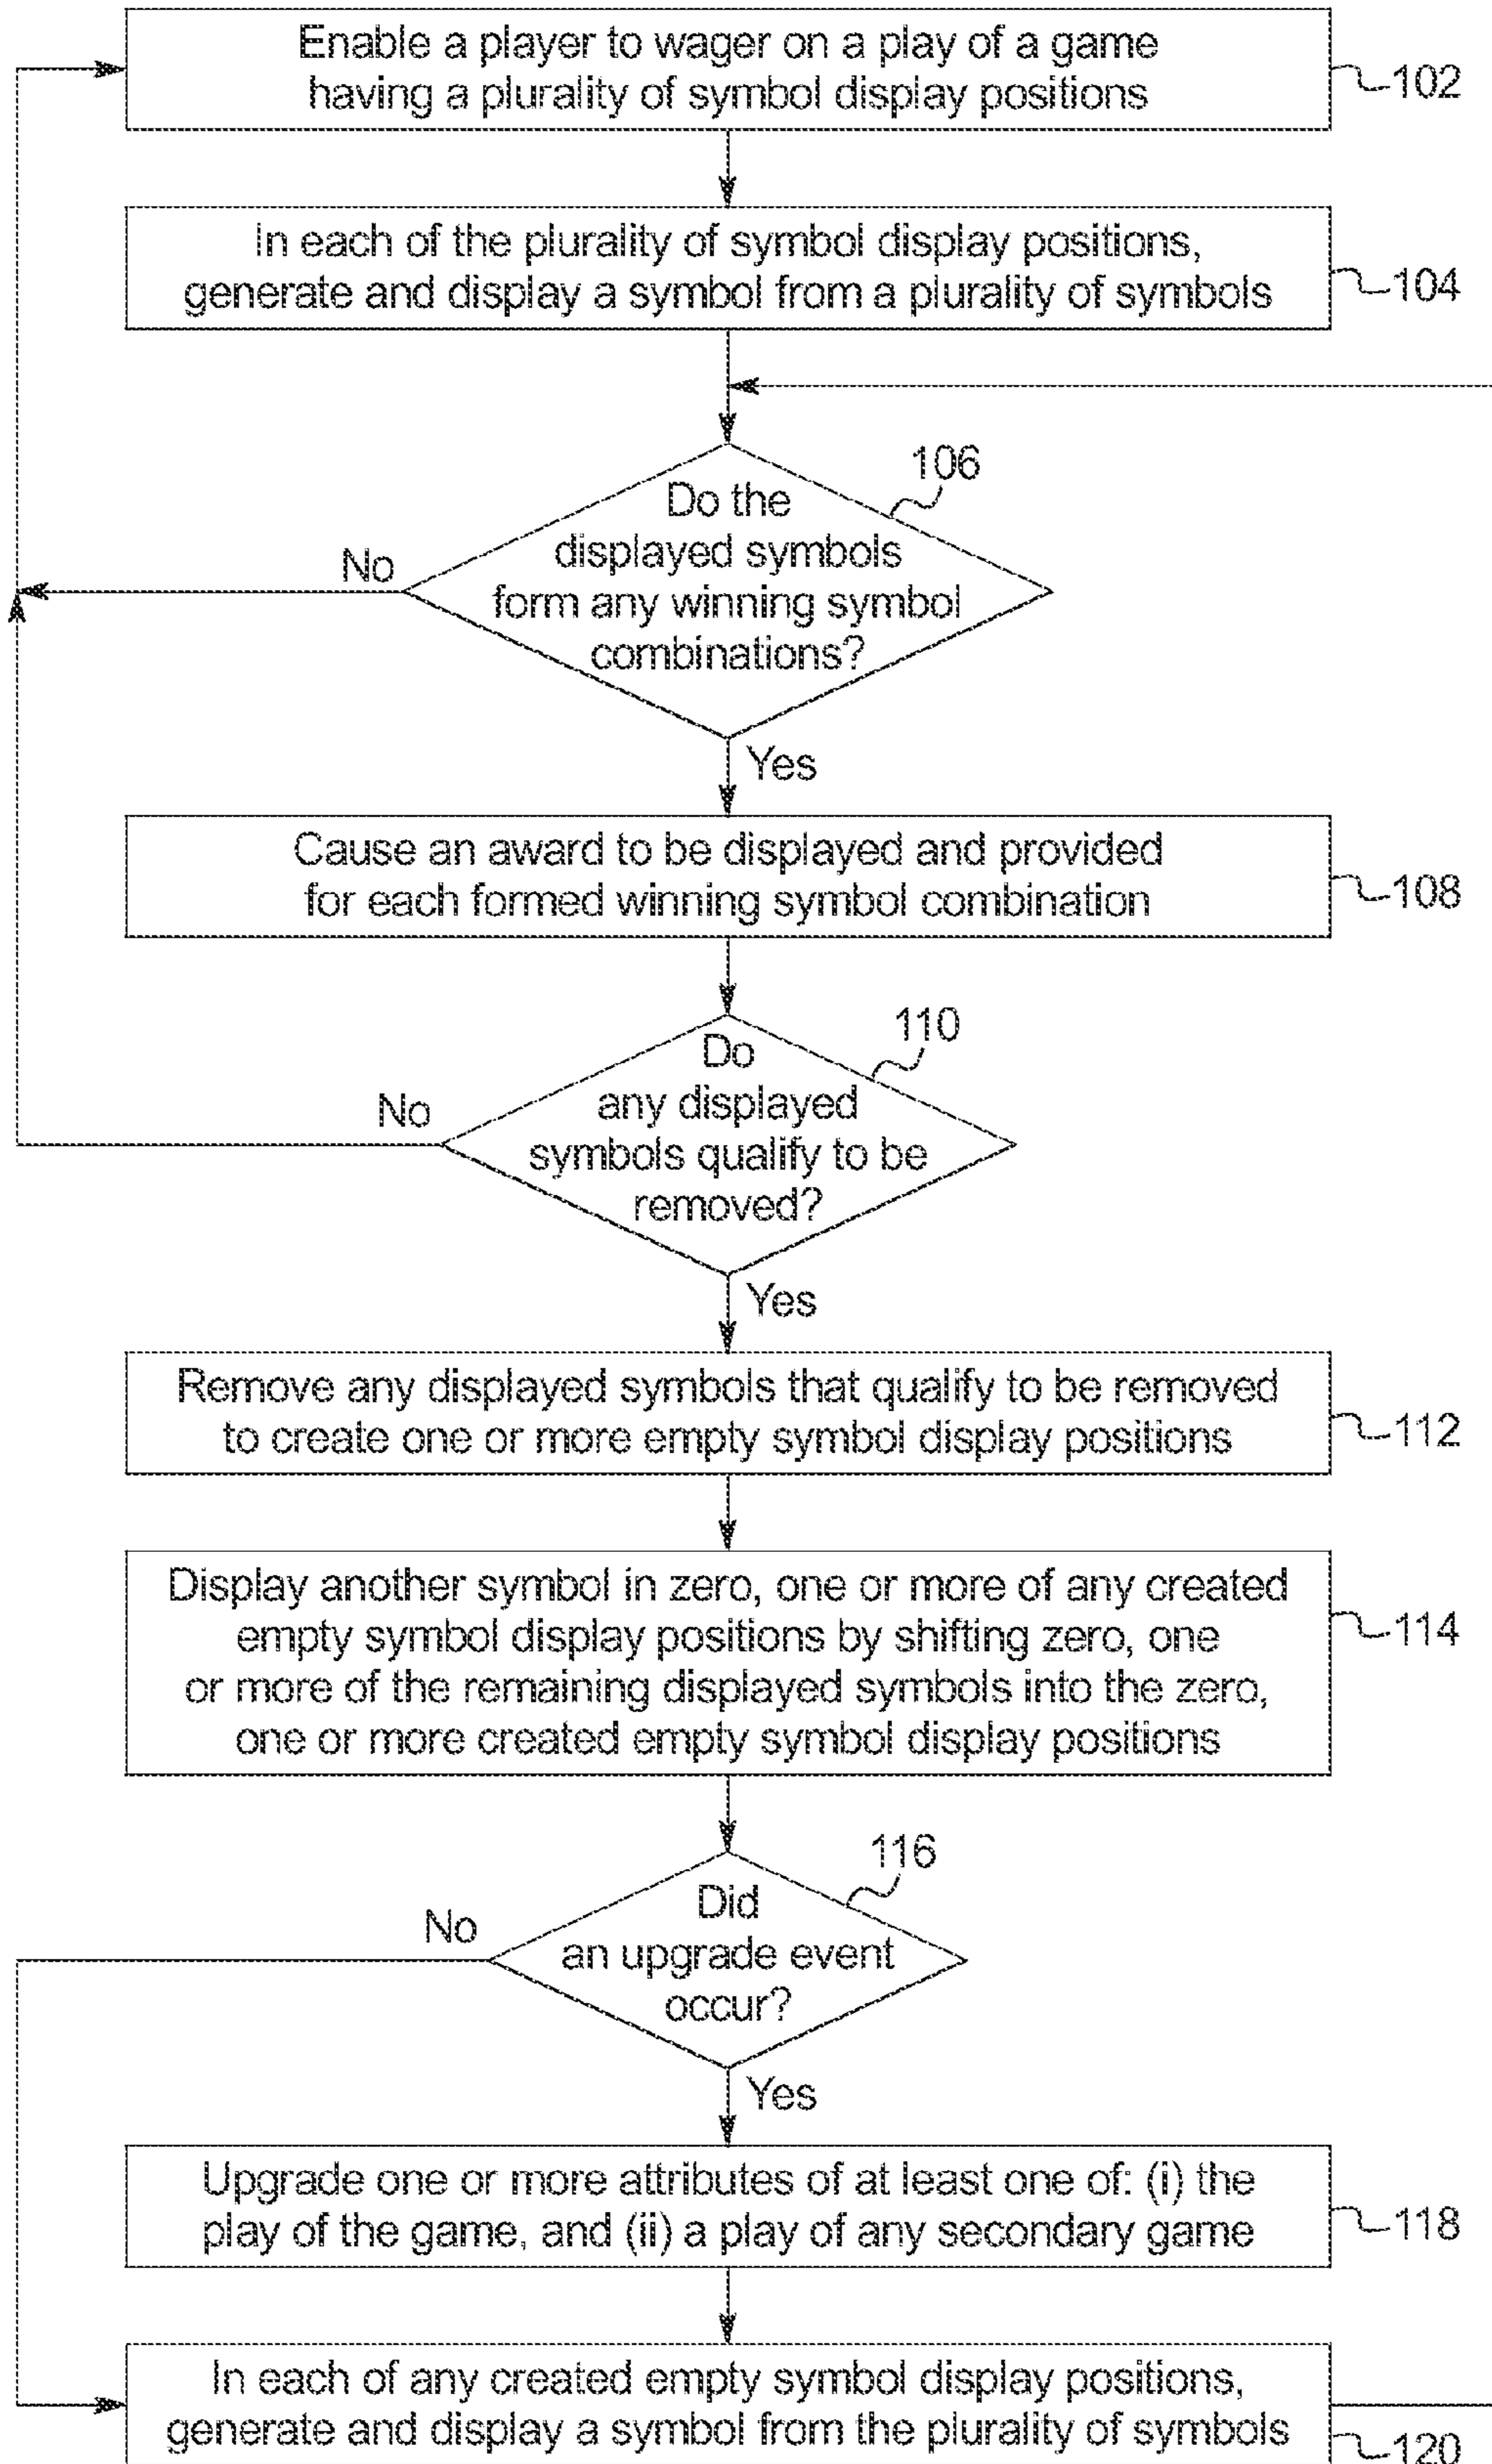 Enable a player to wager on a play of a game
having a plurality of symbol display positions
102
In each of the plurality of symbol display positions,
generate and display a symbol from a plurality of symbols
104
106
Do the
displayed symbols
form any winning symbol
combinations?
No
Yes
Cause an award to be displayed and provided
for each formed winning symbol combination
108
110
Do
any displayed
symbols qualify to be
removed?
No
Yes
Remove any displayed symbols that qualify to be removed
to create one or more empty symbol display positions
112
Display another symbol in zero, one or more of any created
empty symbol display positions by shifting zero, one
or more of the remaining displayed symbols into the zero,
one or more created empty symbol display positions
114
116
Did
an upgrade event
occur?
No
Yes
Upgrade one or more attributes of at least one of: (i) the
play of the game, and (ii) a play of any secondary game
118
In each of any created empty symbol display positions,
generate and display a symbol from the plurality of symbols
120